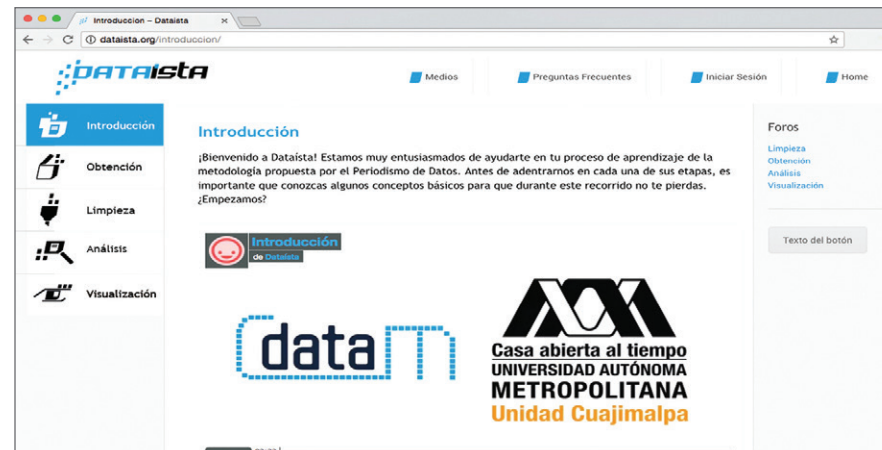 Introduccion – Dataista
dataista.org/introduccion/
DATAísta
Medios
Preguntas Frecuentes
Iniciar Sesión
Home
Introducción
Obtención
Limpieza
Análisis
Visualización
Introducción
¡Bienvenido a Dataísta! Estamos muy entusiasmados de ayudarte en tu proceso de aprendizaje de la
metodología propuesta por el Periodismo de Datos. Antes de adentrarnos en cada una de sus etapas, es
importante que conozcas algunos conceptos básicos para que durante este recorrido no te pierdas.
¿Empezamos?
Introducción
de Dataísta
data
Casa abierta al tiempo
UNIVERSIDAD AUTÓNOMA
METROPOLITANA
Unidad Cuajimalpa
Foros
Limpieza
Obtención
Análisis
Visualización
Texto del botón